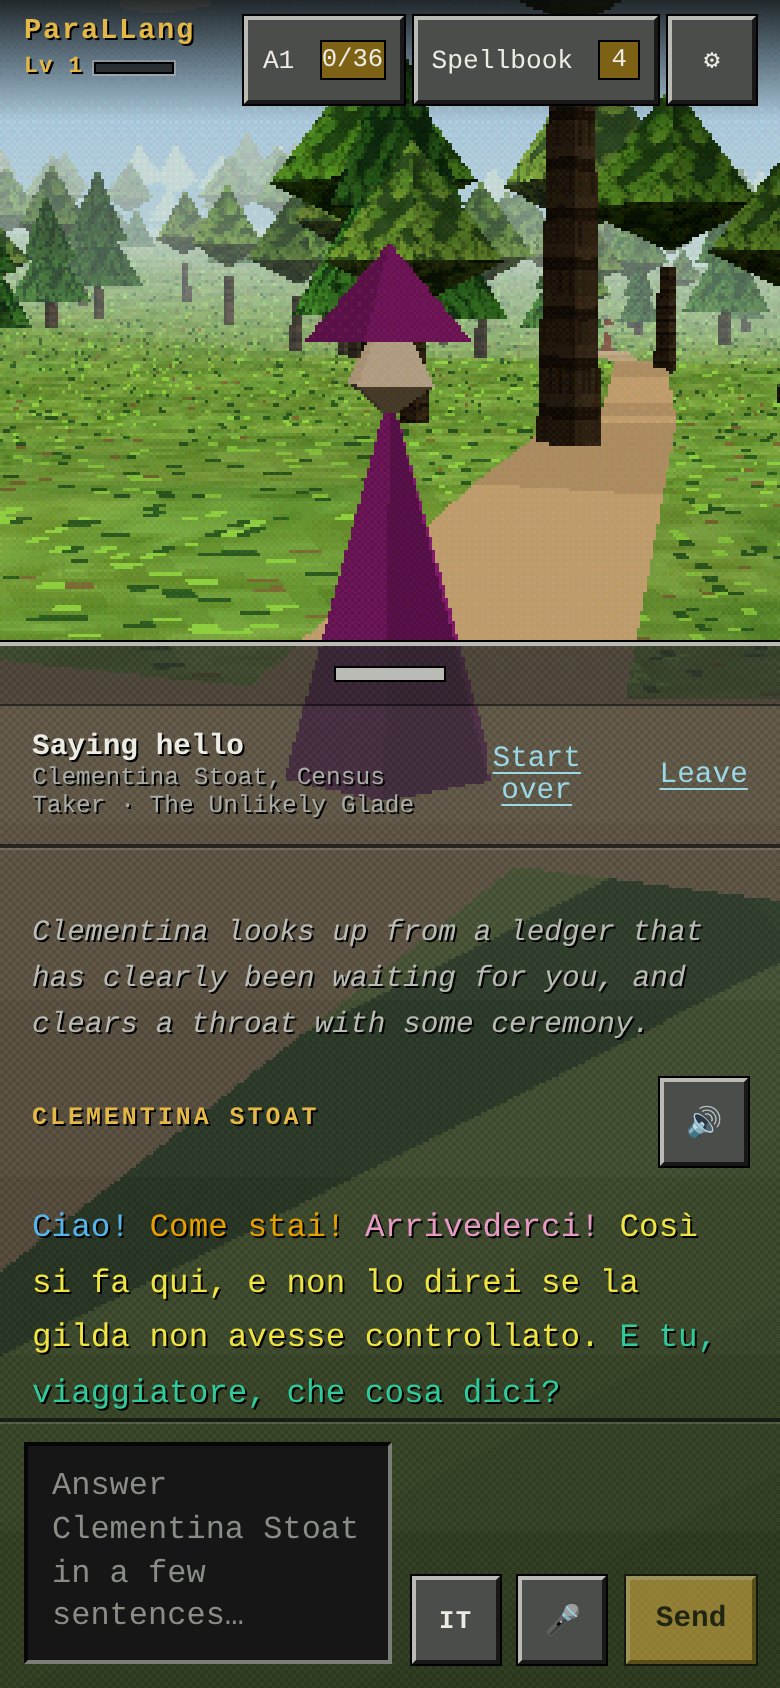 ParaLLang
Lv 1
A1 0/36
Spellbook 4
Saying hello
Clementina Stoat, Census
Taker · The Unlikely Glade
Start
over
Leave
Clementina looks up from a ledger that
has clearly been waiting for you, and
clears a throat with some ceremony.
CLEMENTINA STOAT
Ciao! Come stai! Arrivederci! Così
si fa qui, e non lo direi se la
gilda non avesse controllato. E tu,
viaggiatore, che cosa dici?
Answer
Clementina Stoat
in a few
sentences…
IT
Send